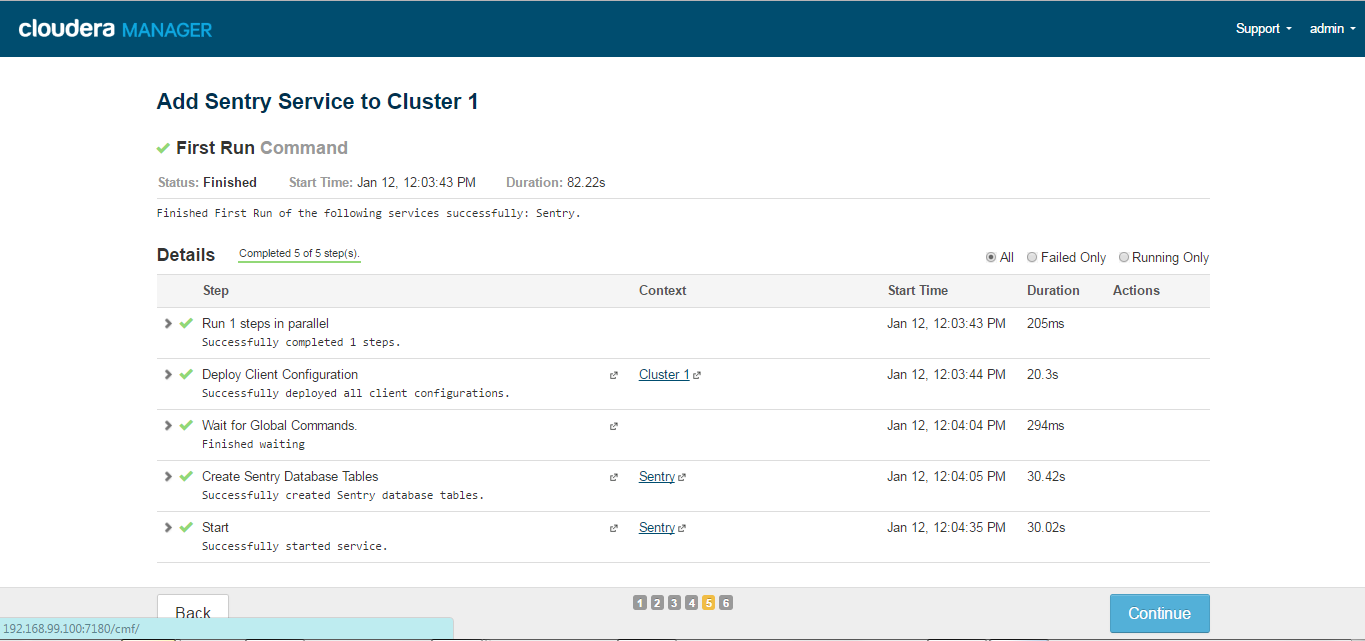 cloudera MANAGER
Support admin
Add Sentry Service to Cluster 1
First Run Command
Status: Finished Start Time: Jan 12, 12:03:43 PM Duration: 82.22s
Finished First Run of the following services successfully: Sentry.
Details Completed 5 of 5 step(s). All Failed Only Running Only
Step Context Start Time Duration Actions
Run 1 steps in parallel Jan 12, 12:03:43 PM 205ms
Successfully completed 1 steps.
Deploy Client Configuration Cluster 1 Jan 12, 12:03:44 PM 20.3s
Successfully deployed all client configurations.
Wait for Global Commands. Jan 12, 12:04:04 PM 294ms
Finished waiting
Create Sentry Database Tables Sentry Jan 12, 12:04:05 PM 30.42s
Successfully created Sentry database tables.
Start Sentry Jan 12, 12:04:35 PM 30.02s
Successfully started service.
Back 1 2 3 4 5 6 Continue
192.168.99.100:7180/cmf/